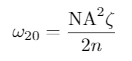 ω₂₀ = NA²ζ / 2n